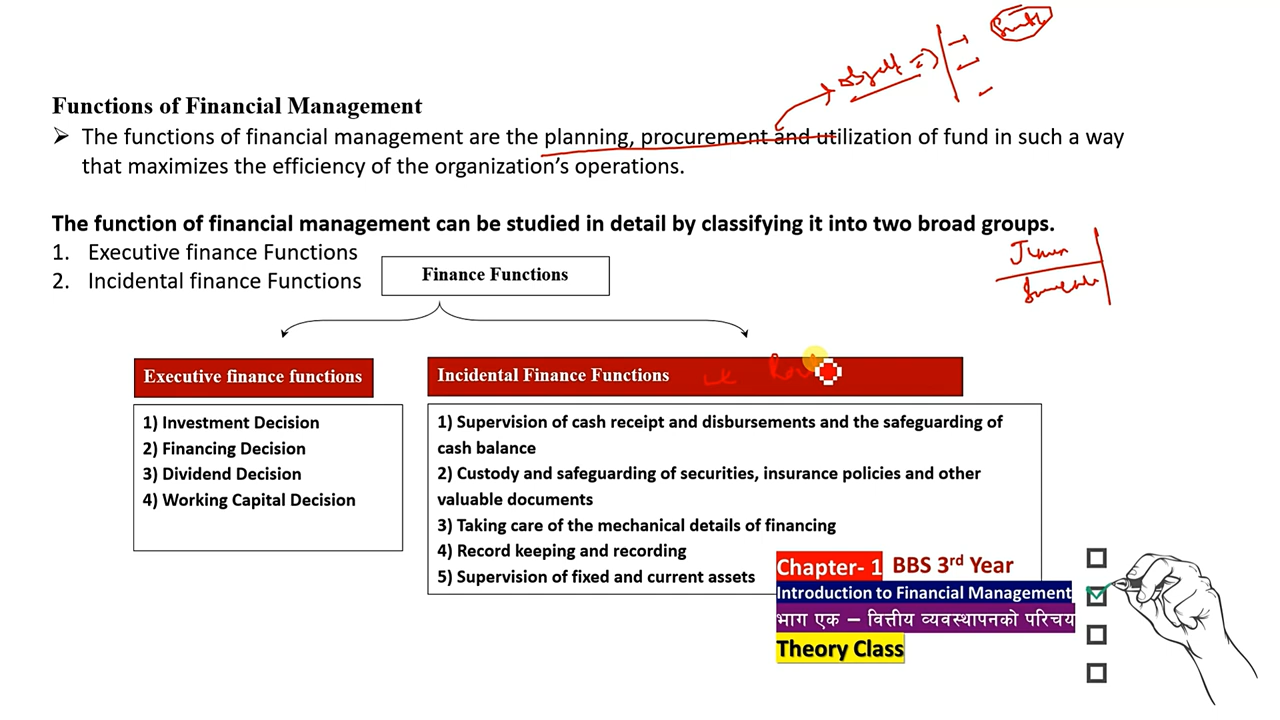 Functions of Financial Management
➢ The functions of financial management are the planning, procurement and utilization of fund in such a way
that maximizes the efficiency of the organization's operations.
The function of financial management can be studied in detail by classifying it into two broad groups.
1. Executive finance Functions
2. Incidental finance Functions
Finance Functions
Executive finance functions
1) Investment Decision
2) Financing Decision
3) Dividend Decision
4) Working Capital Decision
Incidental Finance Functions
1) Supervision of cash receipt and disbursements and the safeguarding of
cash balance
2) Custody and safeguarding of securities, insurance policies and other
valuable documents
3) Taking care of the mechanical details of financing
4) Record keeping and recording
5) Supervision of fixed and current assets
Chapter- 1 BBS 3rd Year
Introduction to Financial Management
भाग एक – वित्तीय व्यवस्थापनको परिचय
Theory Class